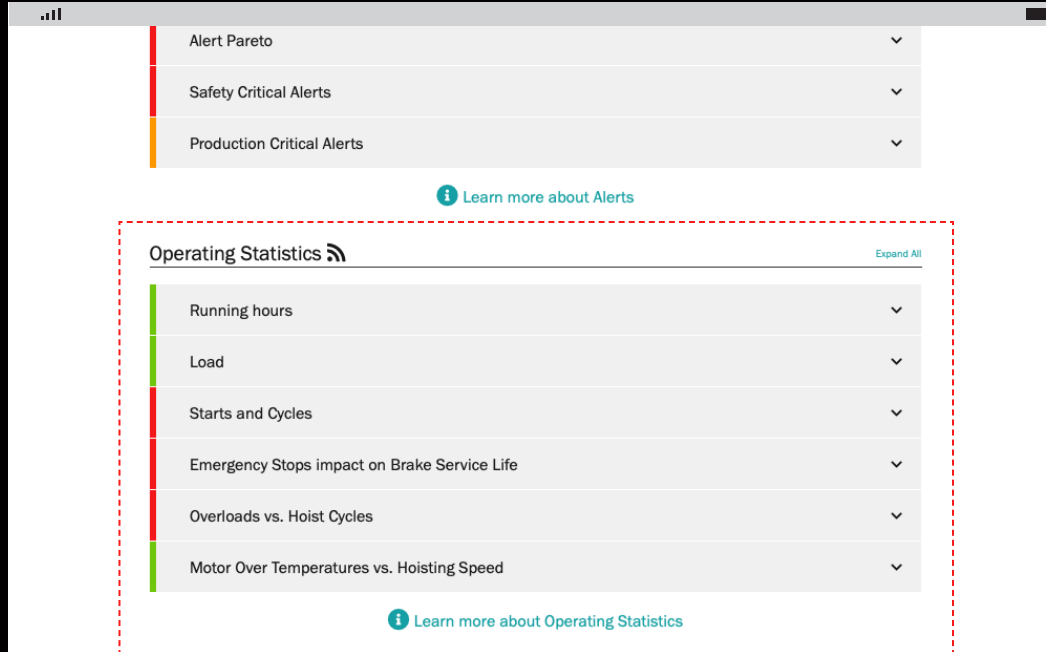 Alert Pareto
Safety Critical Alerts
Production Critical Alerts
Learn more about Alerts
Operating Statistics
Expand All
Running hours
Load
Starts and Cycles
Emergency Stops impact on Brake Service Life
Overloads vs. Hoist Cycles
Motor Over Temperatures vs. Hoisting Speed
Learn more about Operating Statistics